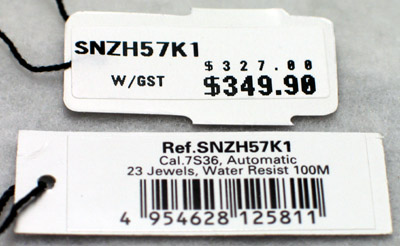 SNZH57K1
$327.00
W/GST $349.90
Ref.SNZH57K1
Cal.7S36, Automatic
23 Jewels, Water Resist 100M
4 954628 125811